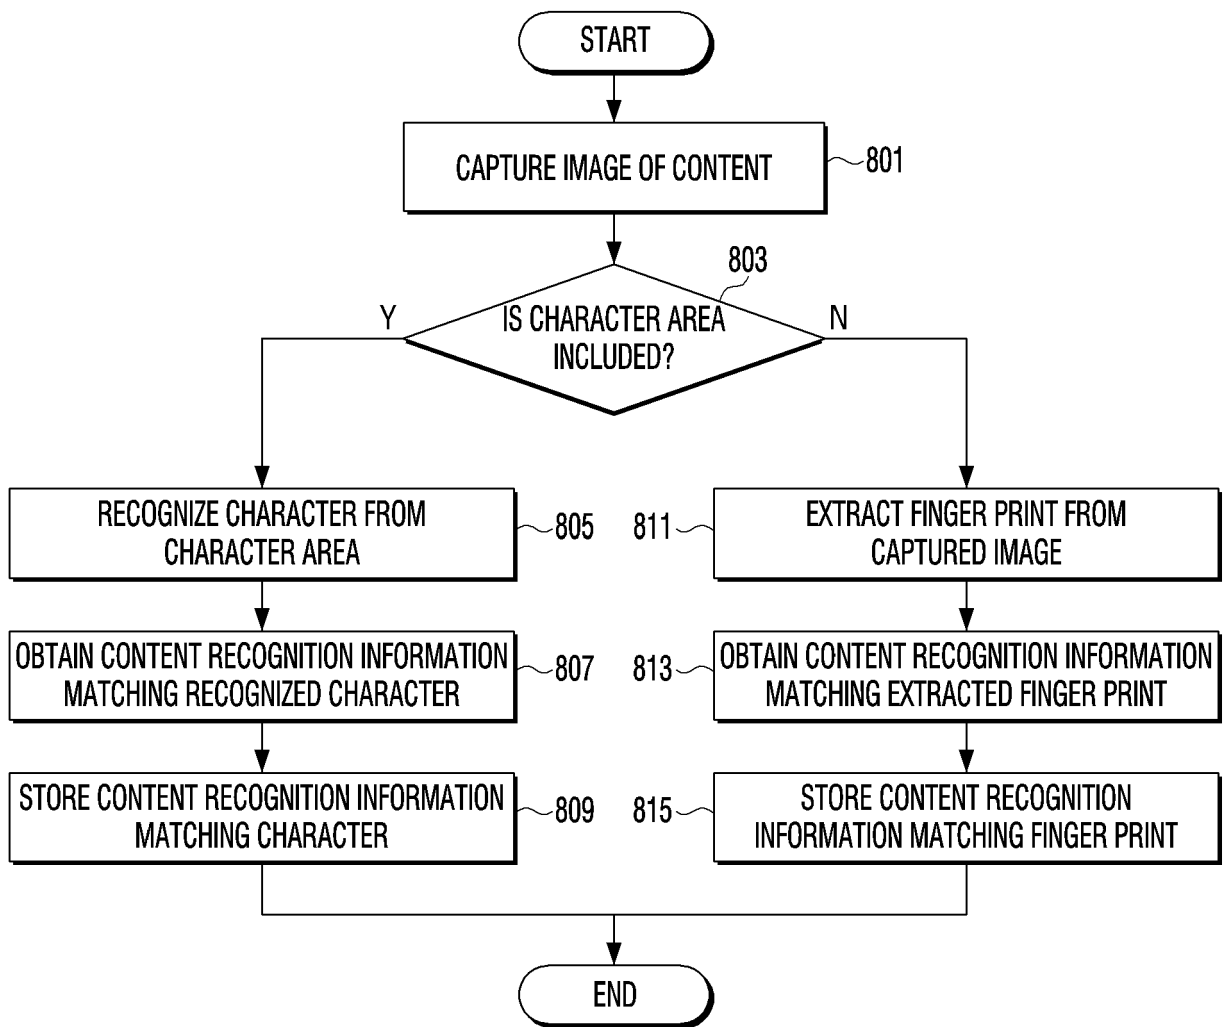 START
CAPTURE IMAGE OF CONTENT
801
803
Y
IS CHARACTER AREA
INCLUDED?
N
RECOGNIZE CHARACTER FROM
CHARACTER AREA
805
OBTAIN CONTENT RECOGNITION INFORMATION
MATCHING RECOGNIZED CHARACTER
807
STORE CONTENT RECOGNITION INFORMATION
MATCHING CHARACTER
809
811
EXTRACT FINGER PRINT FROM
CAPTURED IMAGE
813
OBTAIN CONTENT RECOGNITION INFORMATION
MATCHING EXTRACTED FINGER PRINT
815
STORE CONTENT RECOGNITION
INFORMATION MATCHING FINGER PRINT
END